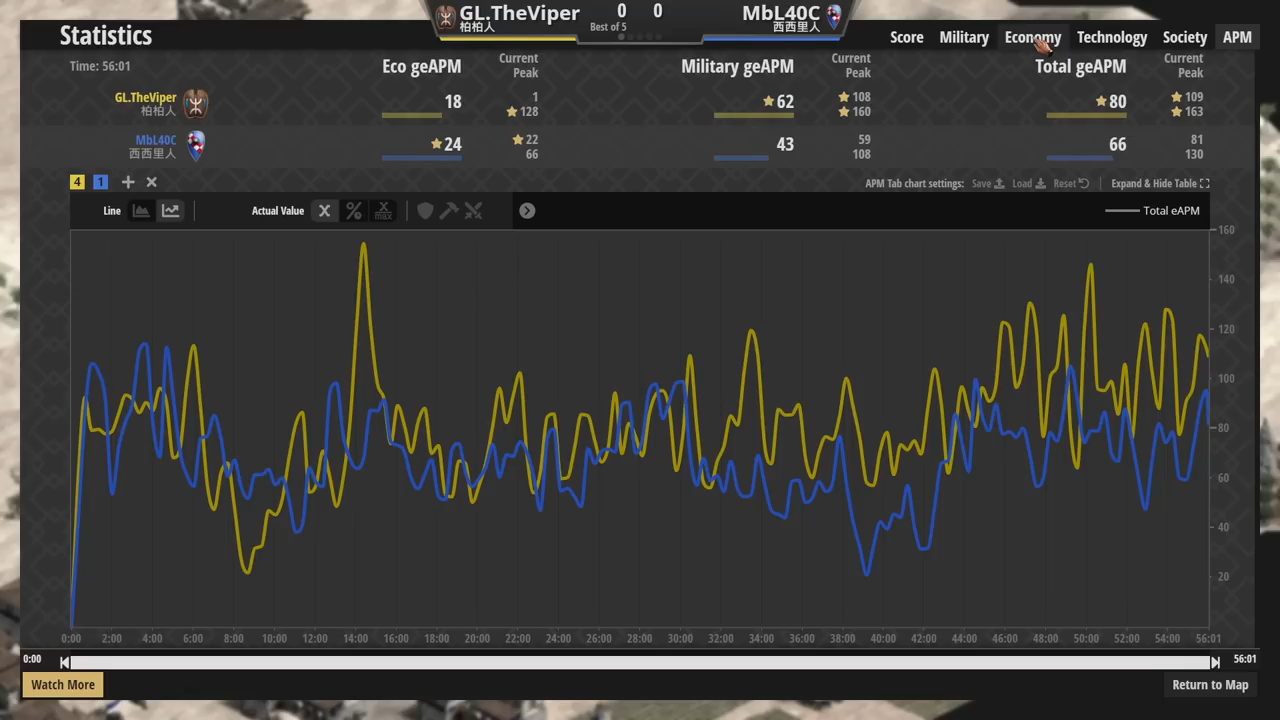 GL.TheViper 0 0 MbL40C
柏柏人 Best of 5 西西里人
Statistics
Score Military Economy Technology Society APM
Time: 56:01
Eco geAPM Current Peak Military geAPM Current Peak Total geAPM Current Peak
GL.TheViper 18 1 62 108 80 109
柏柏人 128 160 163
MbL40C 24 22 43 59 66 81
西西里人 66 108 130
4 1 APM Tab chart settings: Save Load Reset Expand & Hide Table
Line Actual Value X % X max Total eAPM
160
140
120
100
80
60
40
20
0:00 2:00 4:00 6:00 8:00 10:00 12:00 14:00 16:00 18:00 20:00 22:00 24:00 26:00 28:00 30:00 32:00 34:00 36:00 38:00 40:00 42:00 44:00 46:00 48:00 50:00 52:00 54:00 56:01
0:00 56:01
Watch More Return to Map